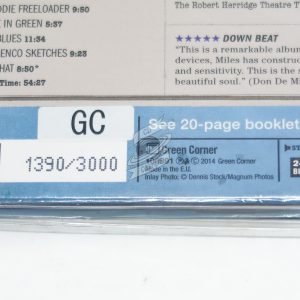 DDIE FREELOADER 9:50
E IN GREEN 5:37
BLUES 11:34
ENCO SKETCHES 9:23
HAT 8:50*
Time: 54:27
The Robert Herridge Theatre T
★★★★★ DOWN BEAT
"This is a remarkable album
devices, Miles has construct
and sensitivity. This is the s
beautiful soul." (Don De M
GC
1390/3000
See 20-page booklet
Green Corner
© 2014 Green Corner
Made in the E.U.
Inlay Photo: © Dennis Stock/Magnum Photos